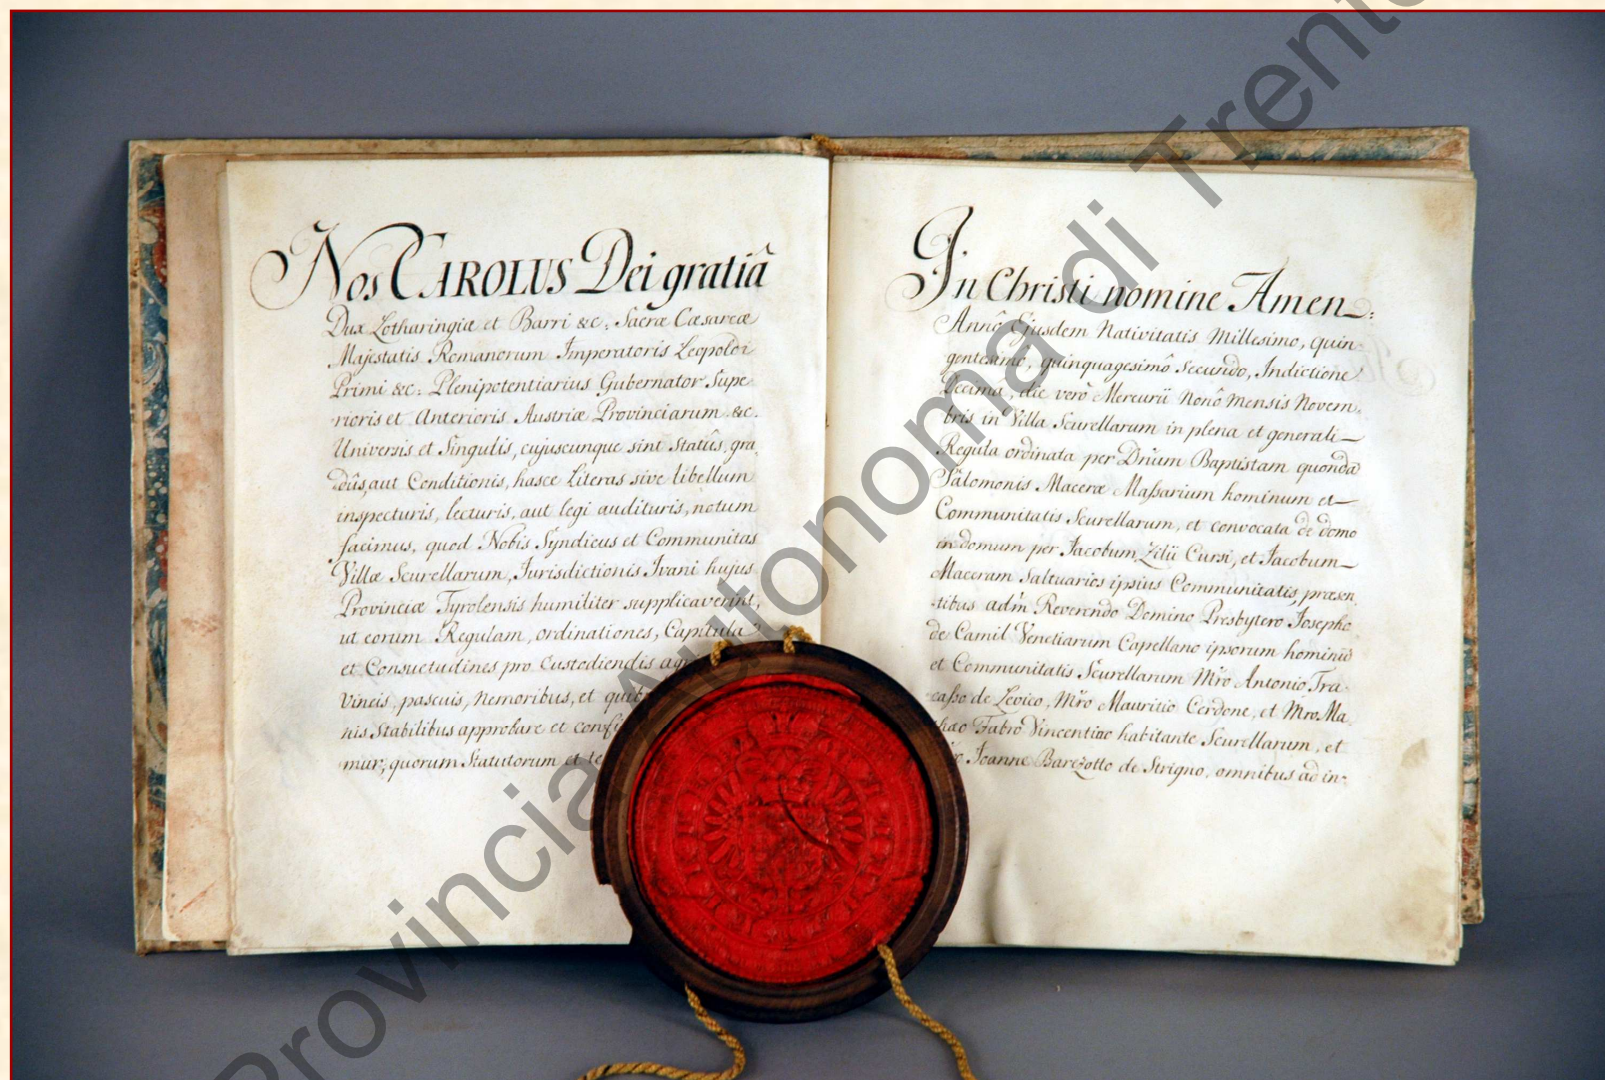 Nos CAROLUS Dei gratiâ
Dux Lotharingiæ et Barri &c: Sacræ Cæsareæ
Majestatis Romanorum Imperatoris Leopoldi
Primi &c: Plenipotentiarius Gubernator Supe-
rioris et Anterioris Austriæ Provinciarum &c.
Universis et Singulis, cujuscunque sint Statûs, gra-
dûs, aut Conditionis, hasce Literas sive libellum
inspecturis, lecturis, aut legi audituris, notum
facimus, quod Nobis Syndicus et Communitas
Villæ Scurellarum, Jurisdictionis Ivani hujus
Provinciæ Tyrolensis humiliter supplicaverint,
ut eorum Regulam, ordinationes, Capitula
et Consuetudines pro custodiendis
Vineis, pascuis, nemoribus, et
nis stabilibus approbare et
mur, quorum Statutorum et
In Christi nomine Amen:
Annô Ejusdem Nativitatis Millesimo, quin-
gentesimô, quinquagesimô secundo, Indictione
Decima, die verò Mercurii nonô mensis Novem-
bris in Villa Scurellarum in plena et generali
Regula ordinata per Dnum Baptistam quonda
Salomonis Maceræ Massarium hominum et
Communitatis Scurellarum, et convocata de domo
in domum per Jacobum Zilii Cursi, et Jacobum
Maceram Saltuarios ipsius Communitatis, præsen-
tibus adm Reverendo Domino Presbytero Josepho
de Camil Venetiarum Capellano ipsorum hominũ
et Communitatis Scurellarum Mro Antonio Tra-
casso de Levico, Mro Mauritio Cerdone, et Mro Ma-
thæo Fabro Vincentino habitante Scurellarum, et
Joanne Barezotto de Strigno, omnibus ad in-
Provincia Autonoma di Trento